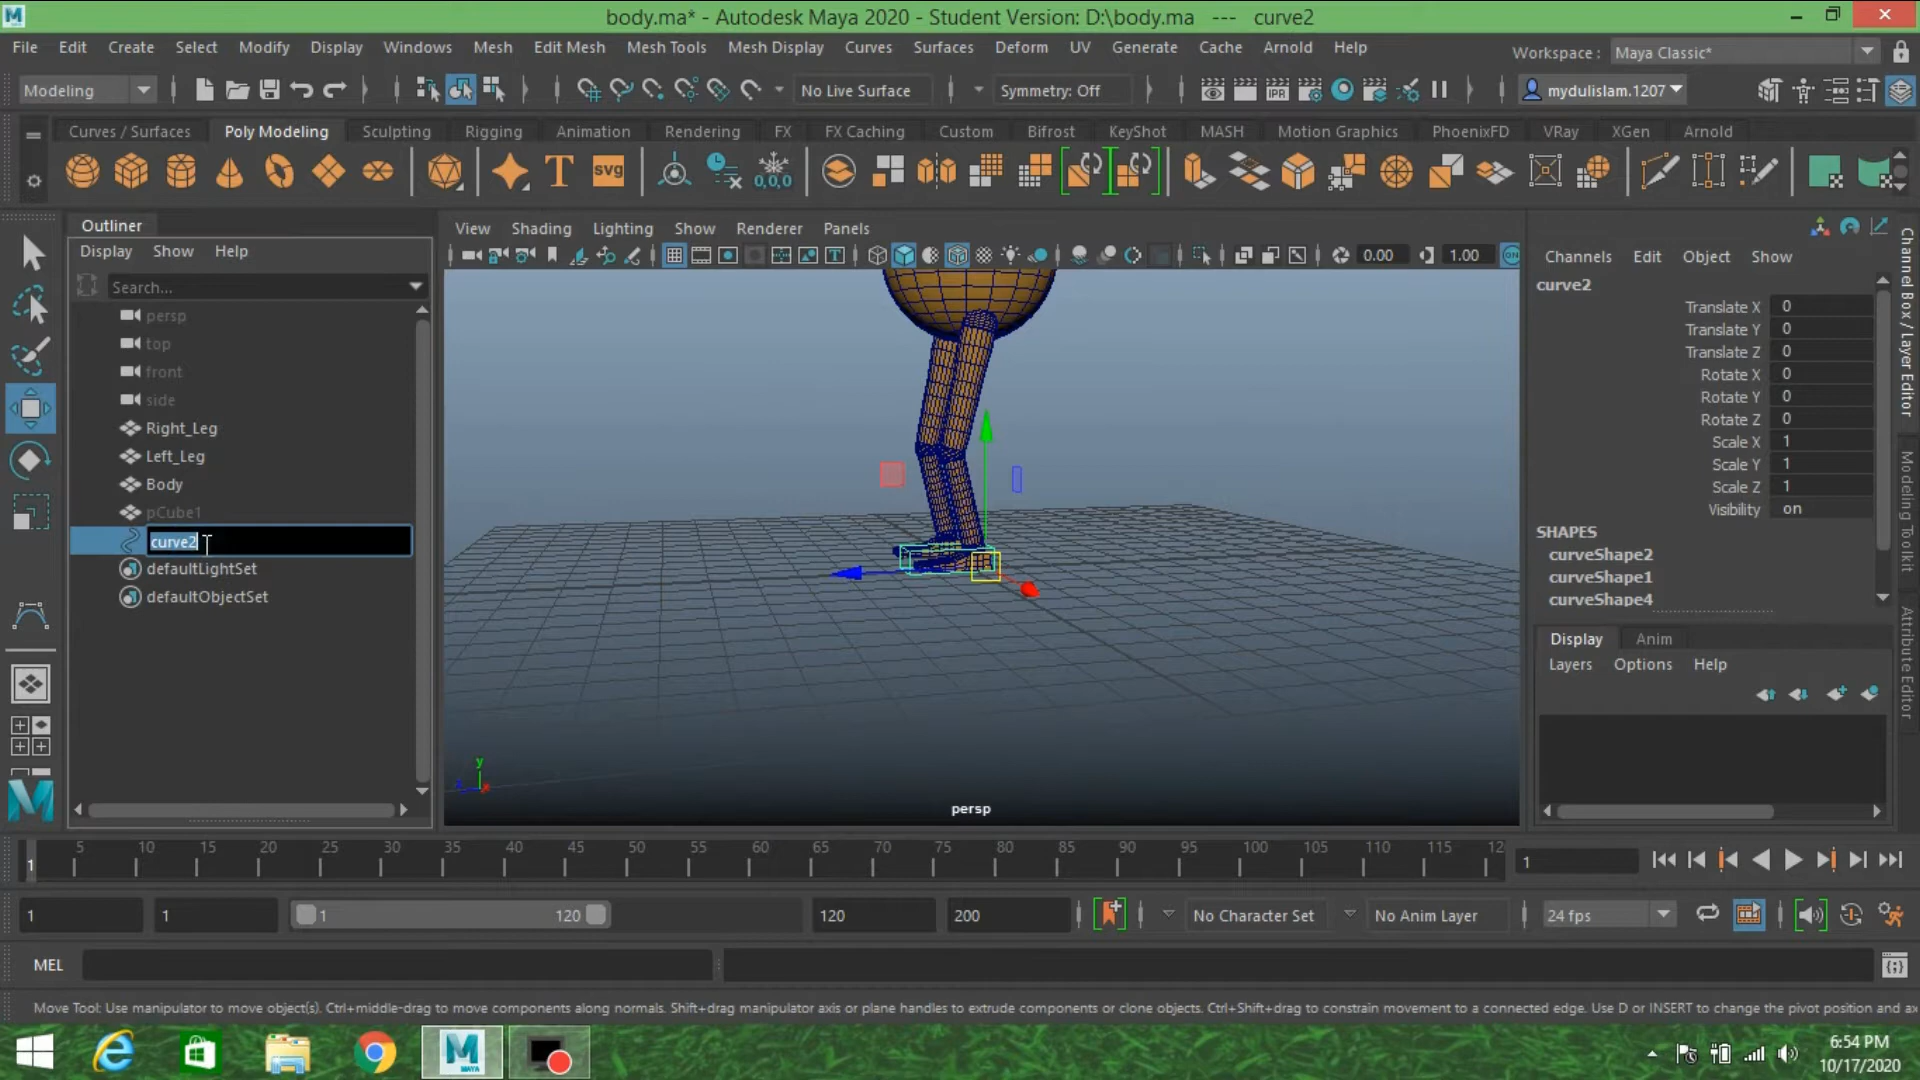 body.ma* - Autodesk Maya 2020 - Student Version: D:\body.ma   ---   curve2
File Edit Create Select Modify Display Windows Mesh Edit Mesh Mesh Tools Mesh Display Curves Surfaces Deform UV Generate Cache Arnold Help
Workspace : Maya Classic*
Modeling
No Live Surface
Symmetry: Off
IPR
mydulislam.1207
Curves / Surfaces Poly Modeling Sculpting Rigging Animation Rendering FX FX Caching Custom Bifrost KeyShot MASH Motion Graphics PhoenixFD VRay XGen Arnold
T
SVG
0,0,0
Outliner
Display Show Help
Search...
persp
top
front
side
Right_Leg
Left_Leg
Body
pCube1
curve2
defaultLightSet
defaultObjectSet
View Shading Lighting Show Renderer Panels
0.00
1.00
ON
y
z
x
persp
Channels Edit Object Show
curve2
Translate X 0
Translate Y 0
Translate Z 0
Rotate X 0
Rotate Y 0
Rotate Z 0
Scale X 1
Scale Y 1
Scale Z 1
Visibility on
SHAPES
curveShape2
curveShape1
curveShape4
Display Anim
Layers Options Help
Channel Box / Layer Editor
Modeling Toolkit
Attribute Editor
M
1 5 10 15 20 25 30 35 40 45 50 55 60 65 70 75 80 85 90 95 100 105 110 115 12
1
1 1 1 120 120 200
No Character Set
No Anim Layer
24 fps
MEL
Move Tool: Use manipulator to move object(s). Ctrl+middle-drag to move components along normals. Shift+drag manipulator axis or plane handles to extrude components or clone objects. Ctrl+Shift+drag to constrain movement to a connected edge. Use D or INSERT to change the pivot position and ax
M
MAYA
6:54 PM
10/17/2020